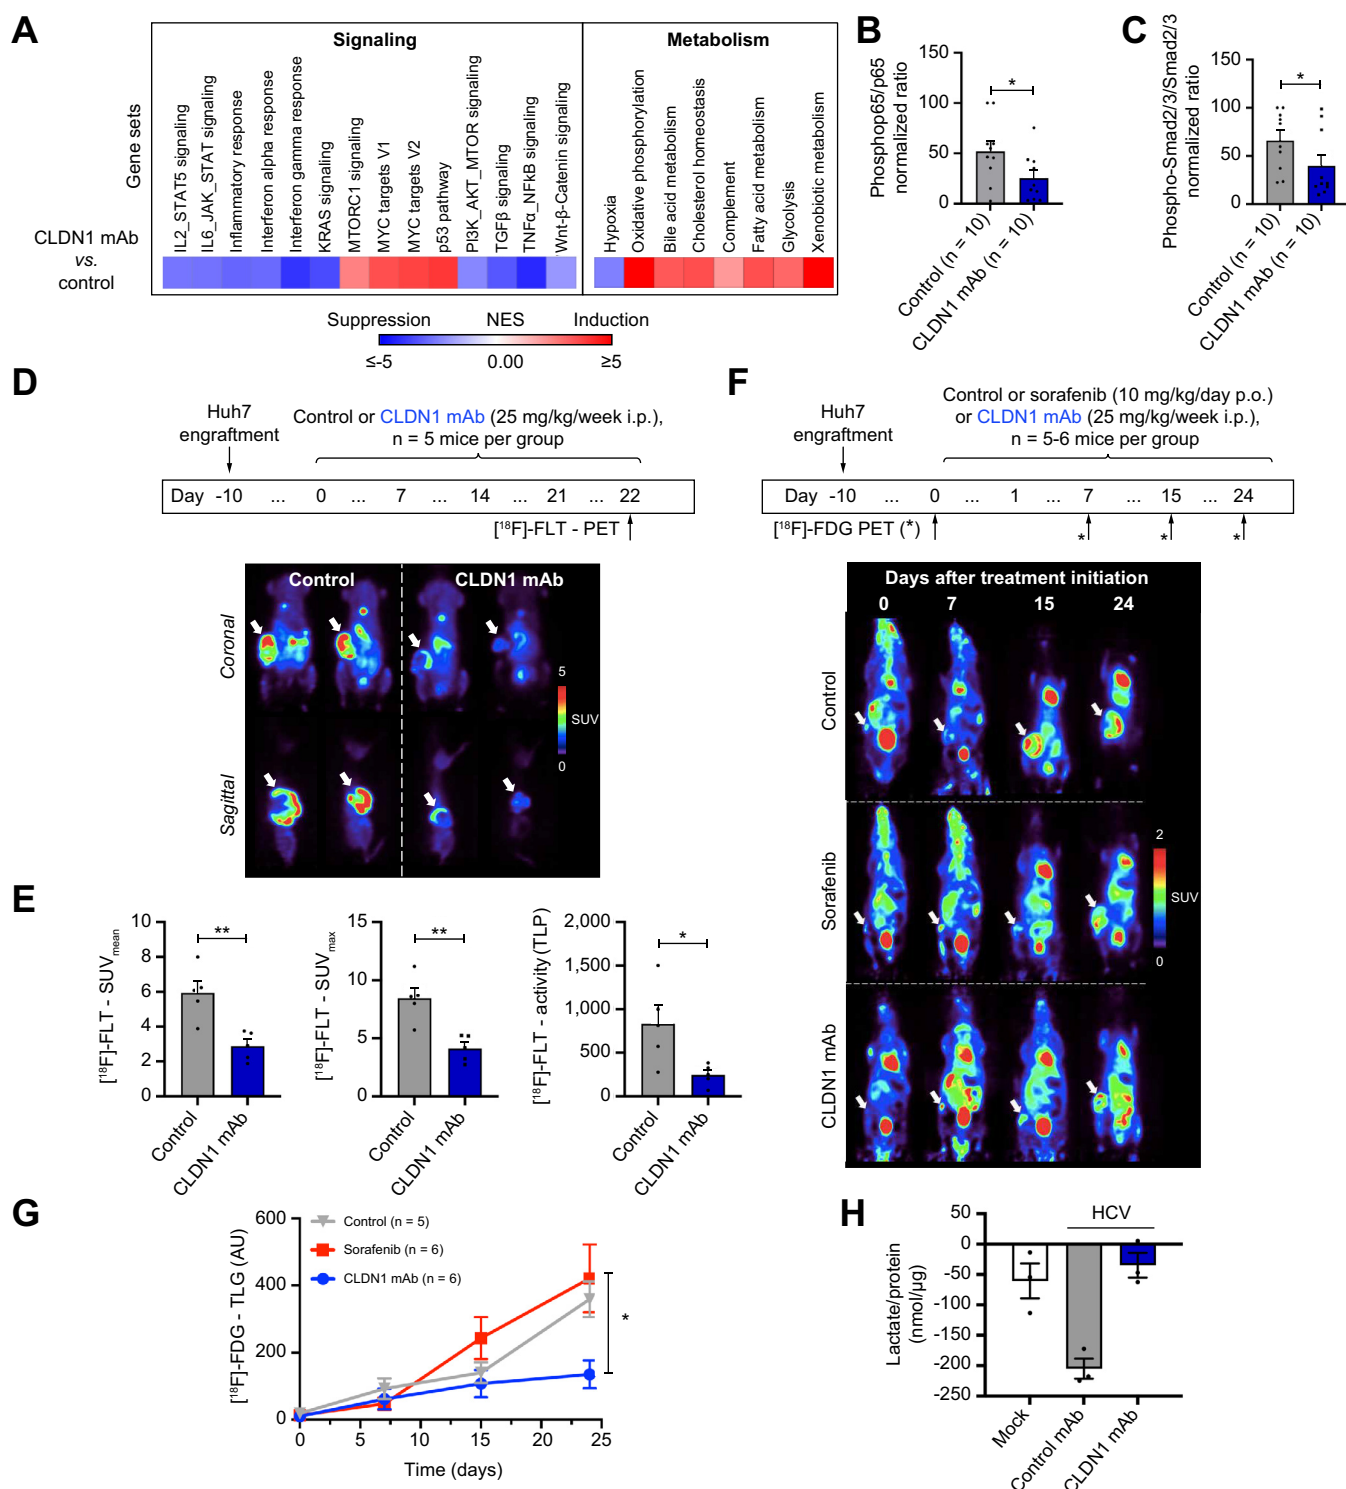 A
Signaling
Metabolism
Gene sets
IL2_STAT5 signaling
IL6_JAK_STAT signaling
Inflammatory response
Interferon alpha response
Interferon gamma response
KRAS signaling
MTORC1 signaling
MYC targets V1
MYC targets V2
p53 pathway
PI3K_AKT_MTOR signaling
TGFβ signaling
TNFα_NFkB signaling
Wnt-β-Catenin signaling
Hypoxia
Oxidative phosphorylation
Bile acid metabolism
Cholesterol homeostasis
Complement
Fatty acid metabolism
Glycolysis
Xenobiotic metabolism
CLDN1 mAb
vs.
control
Suppression NES Induction
≤-5 0.00 ≥5
B
Phosphop65/p65
normalized ratio
150
100
50
0
*
Control (n = 10)
CLDN1 mAb (n = 10)
C
Phospho-Smad2/3/Smad2/3
normalized ratio
150
100
50
0
*
Control (n = 10)
CLDN1 mAb (n = 10)
D
Huh7
engraftment
Control or CLDN1 mAb (25 mg/kg/week i.p.),
n = 5 mice per group
Day -10 ... 0 ... 7 ... 14 ... 21 ... 22
[¹⁸F]-FLT - PET
Control CLDN1 mAb
Coronal
Sagittal
5
SUV
0
E
[¹⁸F]-FLT - SUVmean
10
8
6
4
2
0
**
Control
CLDN1 mAb
[¹⁸F]-FLT - SUVmax
15
10
5
0
**
Control
CLDN1 mAb
[¹⁸F]-FLT - activity (TLP)
2,000
1,500
1,000
500
0
*
Control
CLDN1 mAb
F
Huh7
engraftment
Control or sorafenib (10 mg/kg/day p.o.)
or CLDN1 mAb (25 mg/kg/week i.p.),
n = 5-6 mice per group
Day -10 ... 0 ... 1 ... 7 ... 15 ... 24
[¹⁸F]-FDG PET (*)
* * *
Days after treatment initiation
0 7 15 24
Control
Sorafenib
CLDN1 mAb
2
SUV
0
G
[¹⁸F]-FDG - TLG (AU)
600
400
200
0
Control (n = 5)
Sorafenib (n = 6)
CLDN1 mAb (n = 6)
*
0 5 10 15 20 25
Time (days)
H
HCV
Lactate/protein
(nmol/µg)
50
0
-50
-100
-150
-200
-250
Mock
Control mAb
CLDN1 mAb